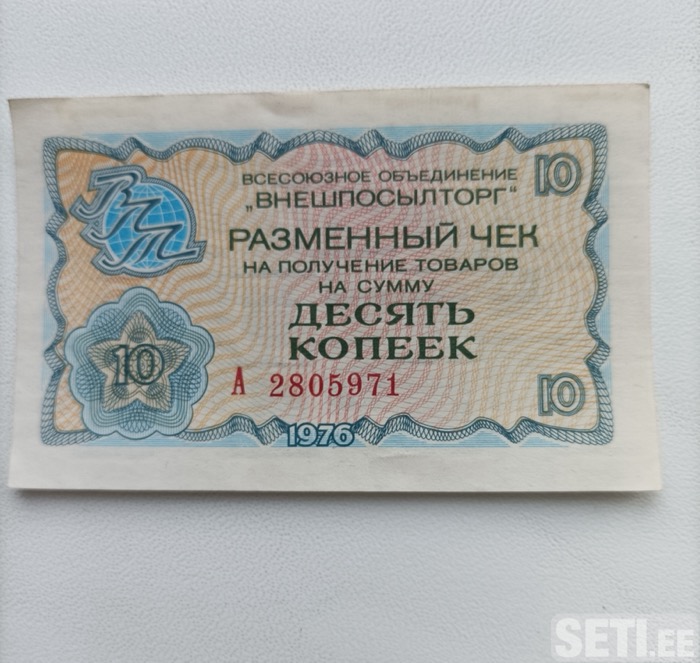 ВПТ
ВСЕСОЮЗНОЕ ОБЪЕДИНЕНИЕ
„ВНЕШПОСЫЛТОРГ“
10
РАЗМЕННЫЙ ЧЕК
НА ПОЛУЧЕНИЕ ТОВАРОВ
НА СУММУ
ДЕСЯТЬ
КОПЕЕК
10
А 2805971
10
1976
SETI.EE